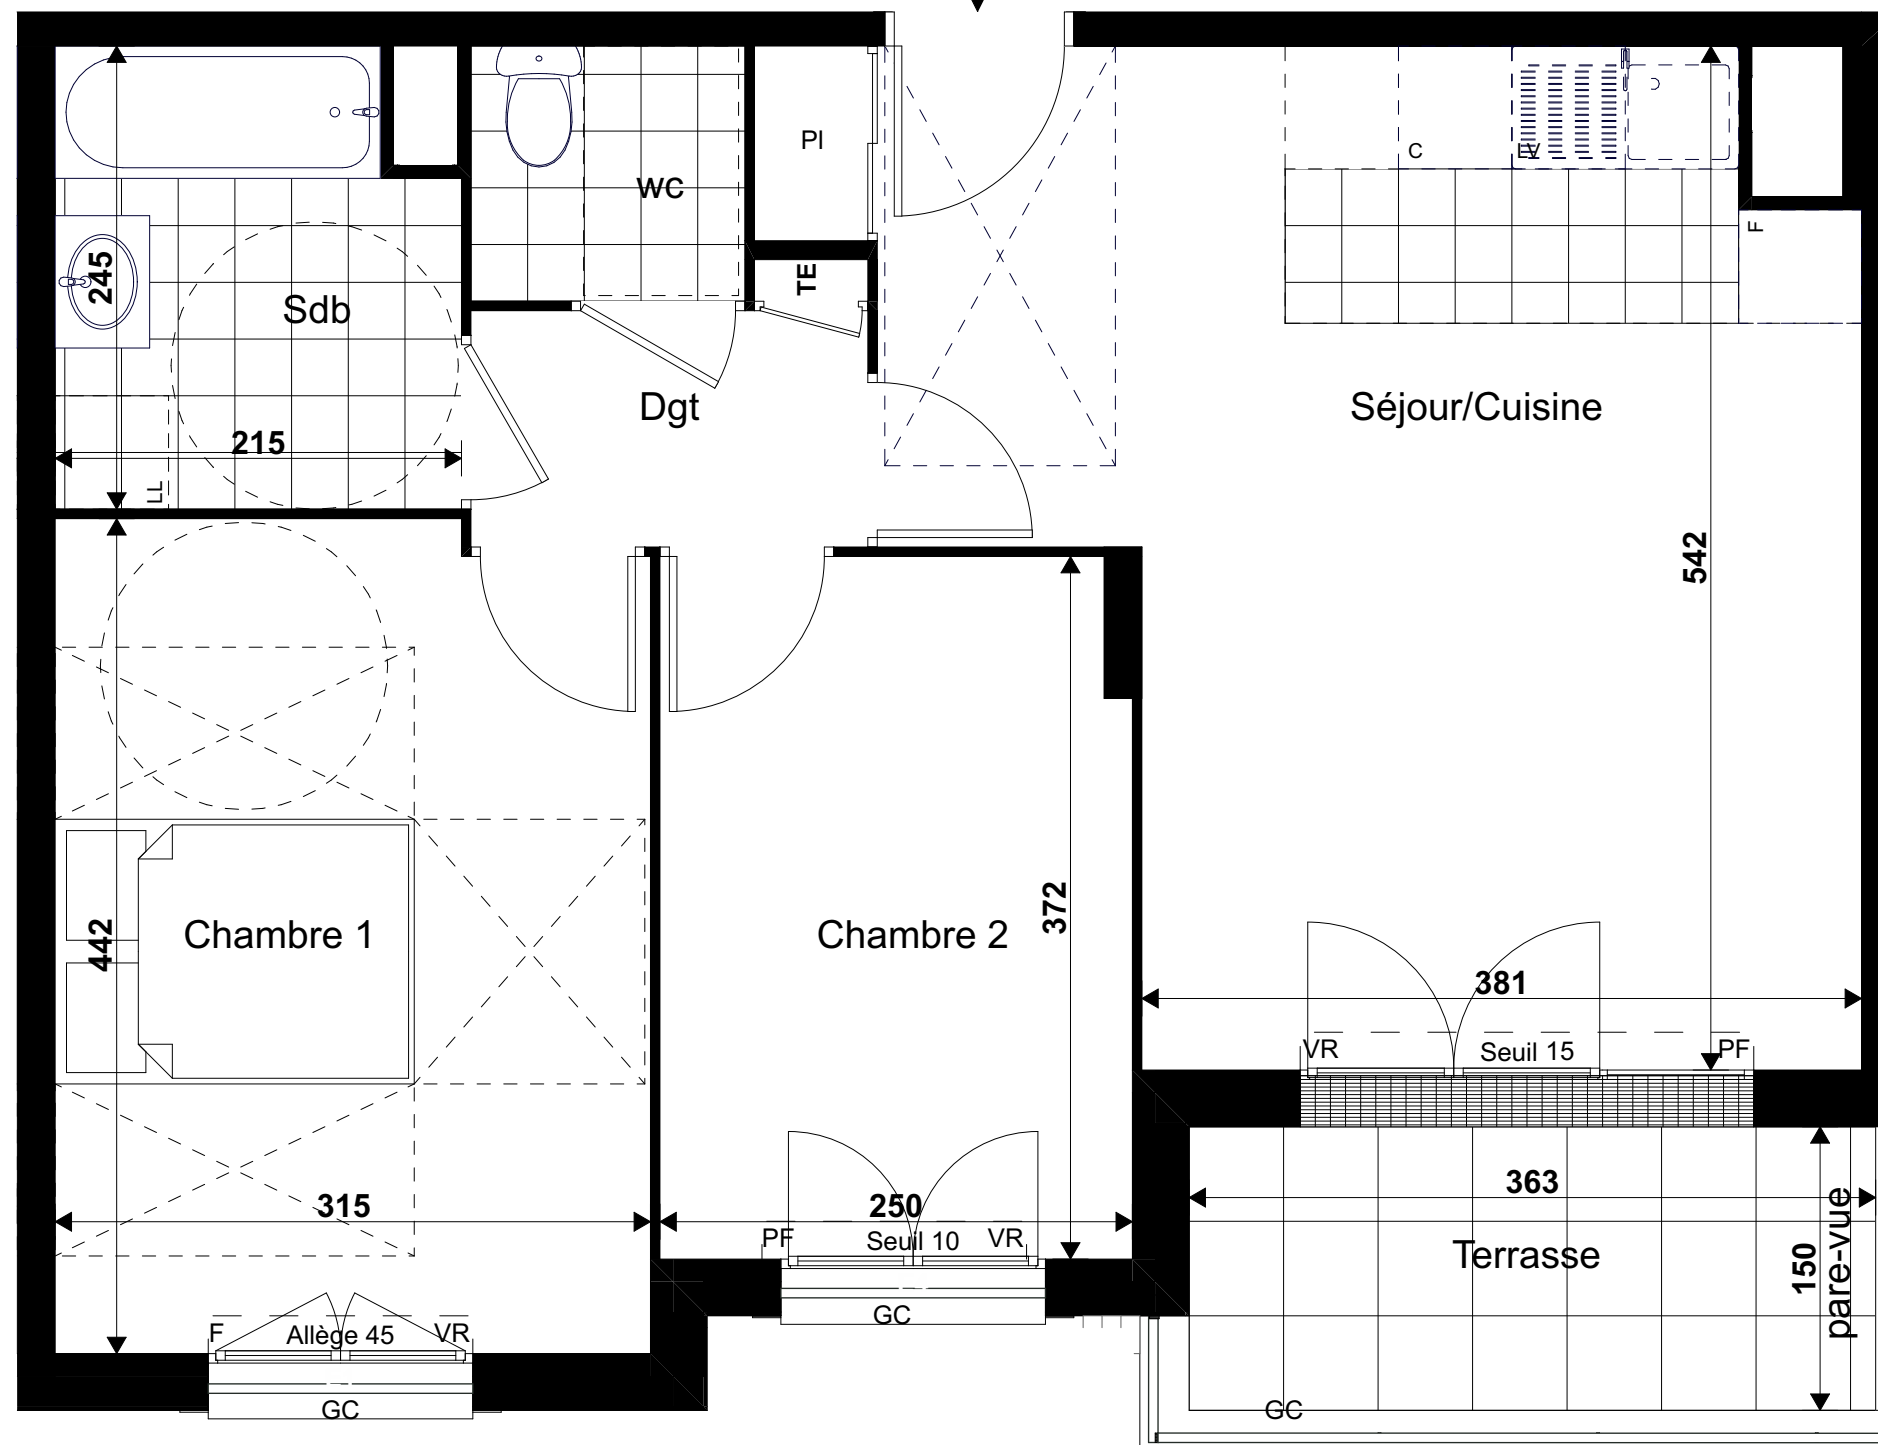 Pl
WC
C
LV
F
TE
245
Sdb
Dgt
Séjour/Cuisine
215
LL
542
442
Chambre 1
Chambre 2
372
381
VR
Seuil 15
PF
315
250
363
PF
Seuil 10
VR
Terrasse
150
pare-vue
GC
F
Allège 45
VR
GC
GC